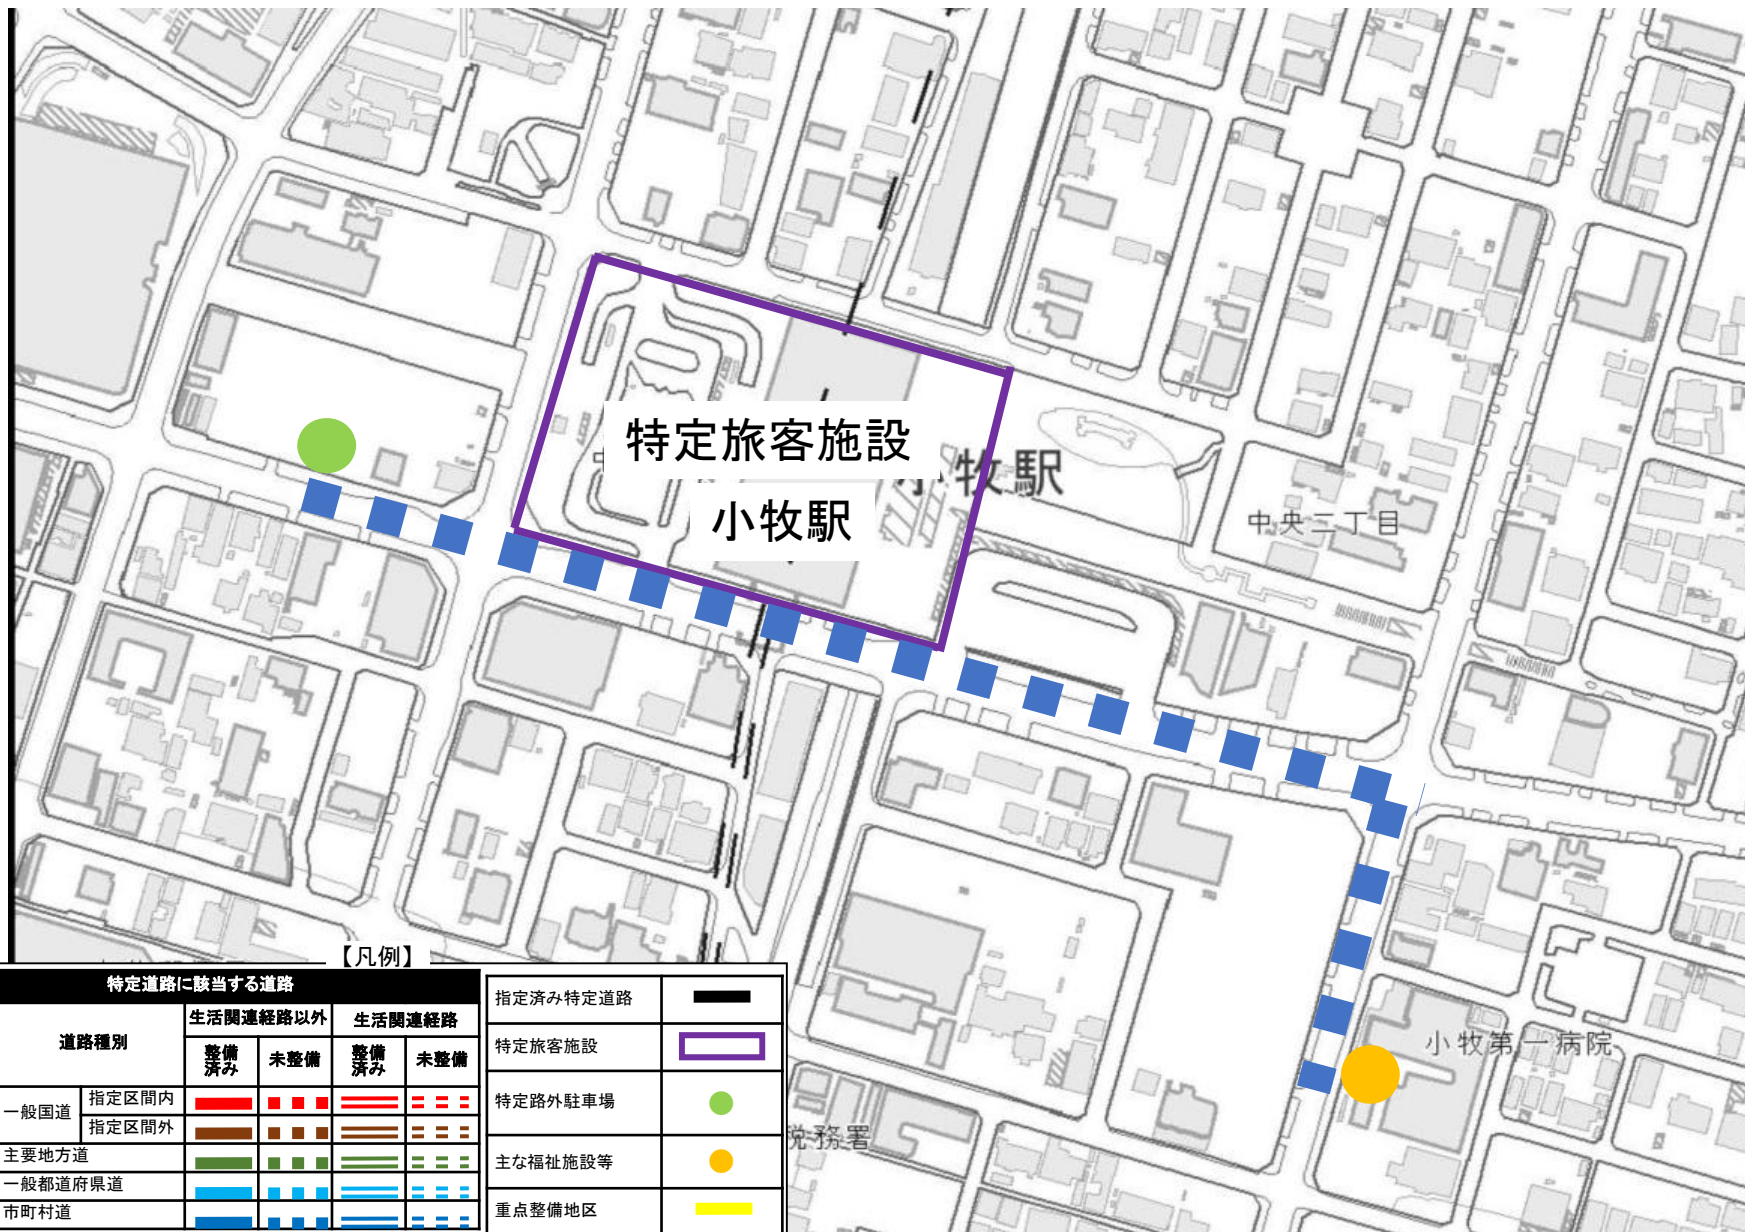 特定旅客施設
小牧駅
牧駅
中央二丁目
小牧第一病院
税務署
【凡例】
特定道路に該当する道路
道路種別
生活関連経路以外
生活関連経路
整備済み
未整備
整備済み
未整備
一般国道
指定区間内
指定区間外
主要地方道
一般都道府県道
市町村道
指定済み特定道路
特定旅客施設
特定路外駐車場
主な福祉施設等
重点整備地区